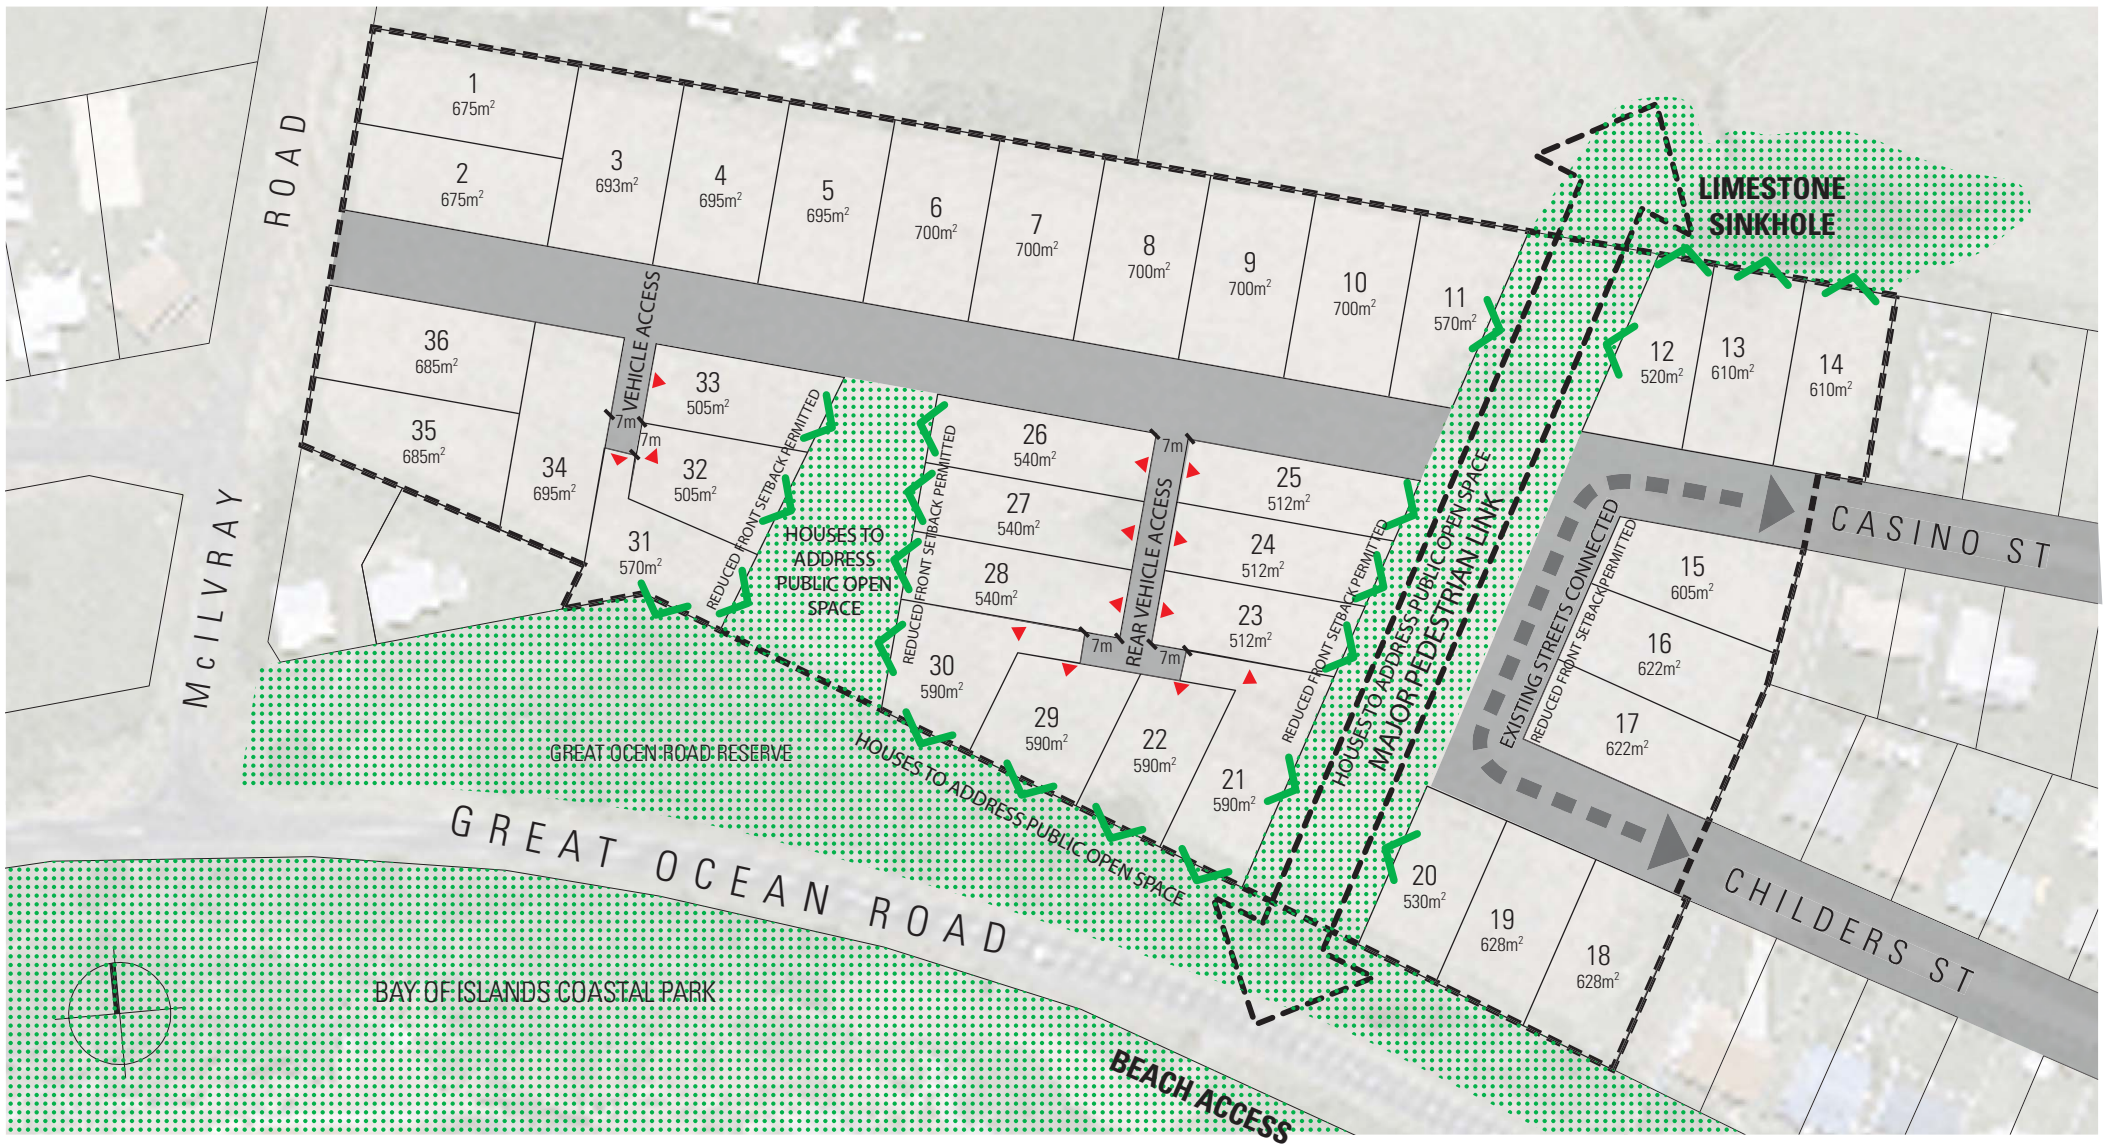 1
675m²
2
675m²
3
693m²
4
695m²
5
695m²
6
700m²
7
700m²
8
700m²
9
700m²
10
700m²
11
570m²
LIMESTONE
SINKHOLE
12
520m²
13
610m²
14
610m²
ROAD
McILVRAY
36
685m²
35
685m²
34
695m²
VEHICLE ACCESS
7m
7m
33
505m²
32
505m²
31
570m²
REDUCED FRONT SETBACK PERMITTED
HOUSES TO
ADDRESS
PUBLIC OPEN
SPACE
REDUCED FRONT SETBACK PERMITTED
26
540m²
27
540m²
28
540m²
30
590m²
29
590m²
7m
REAR VEHICLE ACCESS
7m
7m
25
512m²
24
512m²
23
512m²
22
590m²
21
590m²
REDUCED FRONT SETBACK PERMITTED
HOUSES TO ADDRESS PUBLIC OPEN SPACE
MAJOR PEDESTRIAN LINK
EXISTING STREETS CONNECTED
REDUCED FRONT SETBACK PERMITTED
CASINO ST
15
605m²
16
622m²
17
622m²
CHILDERS ST
20
530m²
19
628m²
18
628m²
GREAT OCEN ROAD RESERVE
HOUSES TO ADDRESS PUBLIC OPEN SPACE
GREAT OCEAN ROAD
BAY OF ISLANDS COASTAL PARK
BEACH ACCESS